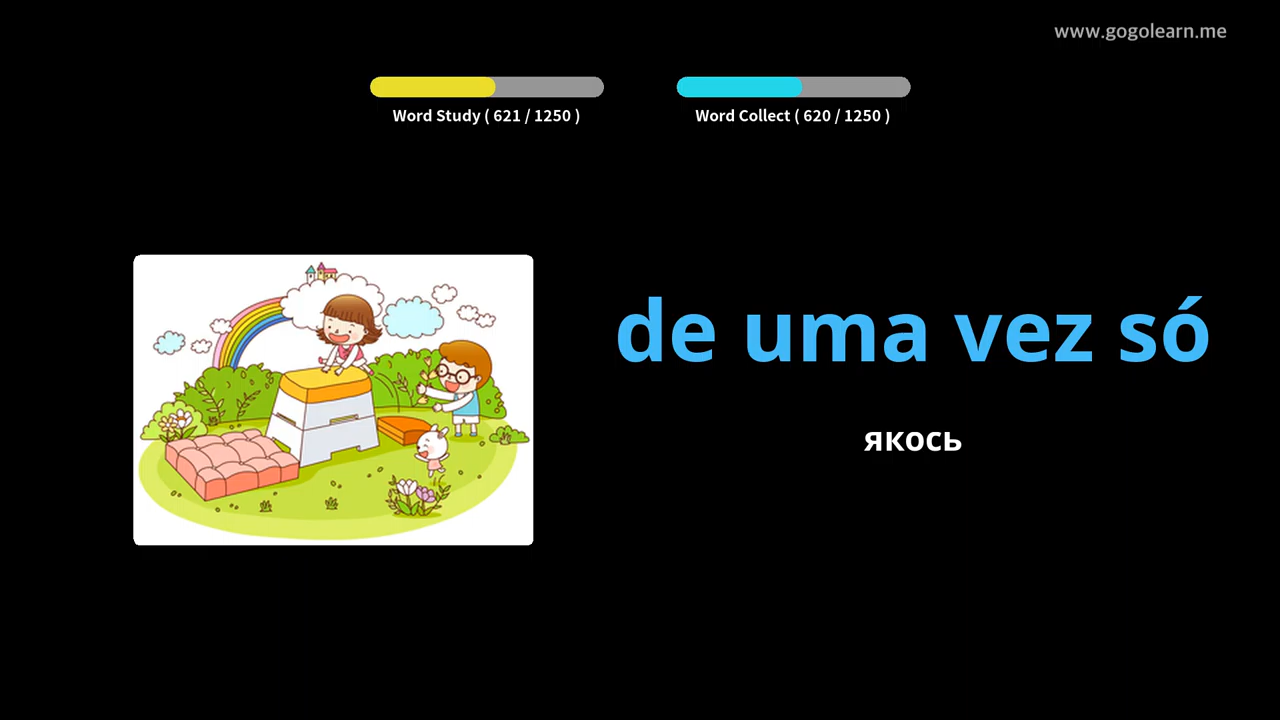 www.gogolearn.me
Word Study ( 621 / 1250 )
Word Collect ( 620 / 1250 )
de uma vez só
якось